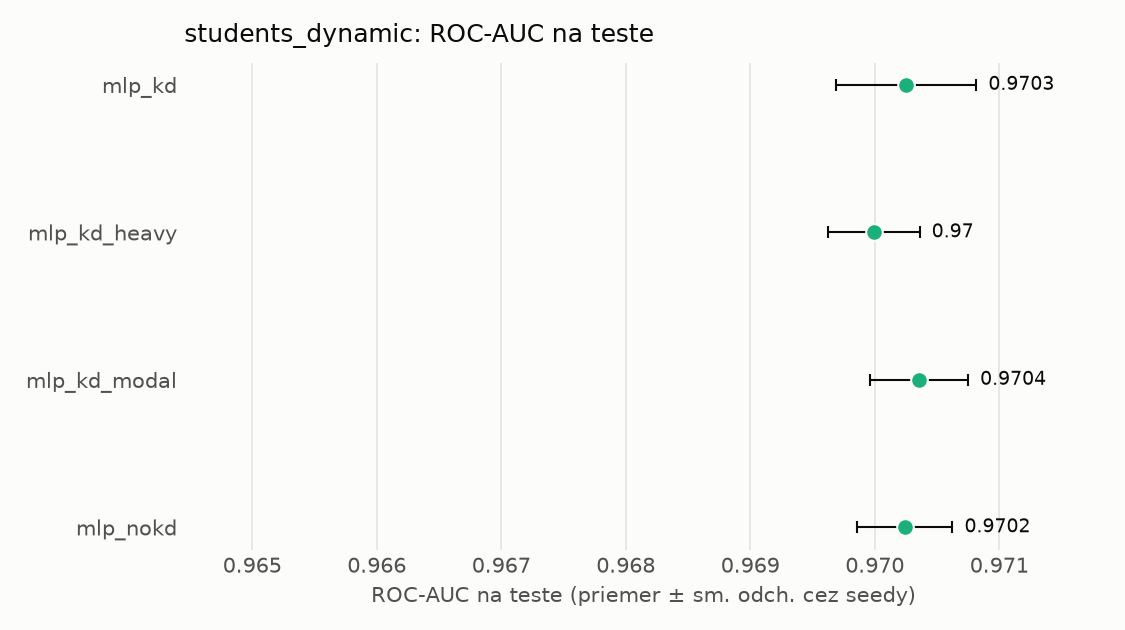 students_dynamic: ROC-AUC na teste
mlp_kd
0.9703
mlp_kd_heavy
0.97
mlp_kd_modal
0.9704
mlp_nokd
0.9702
0.965 0.966 0.967 0.968 0.969 0.970 0.971
ROC-AUC na teste (priemer ± sm. odch. cez seedy)